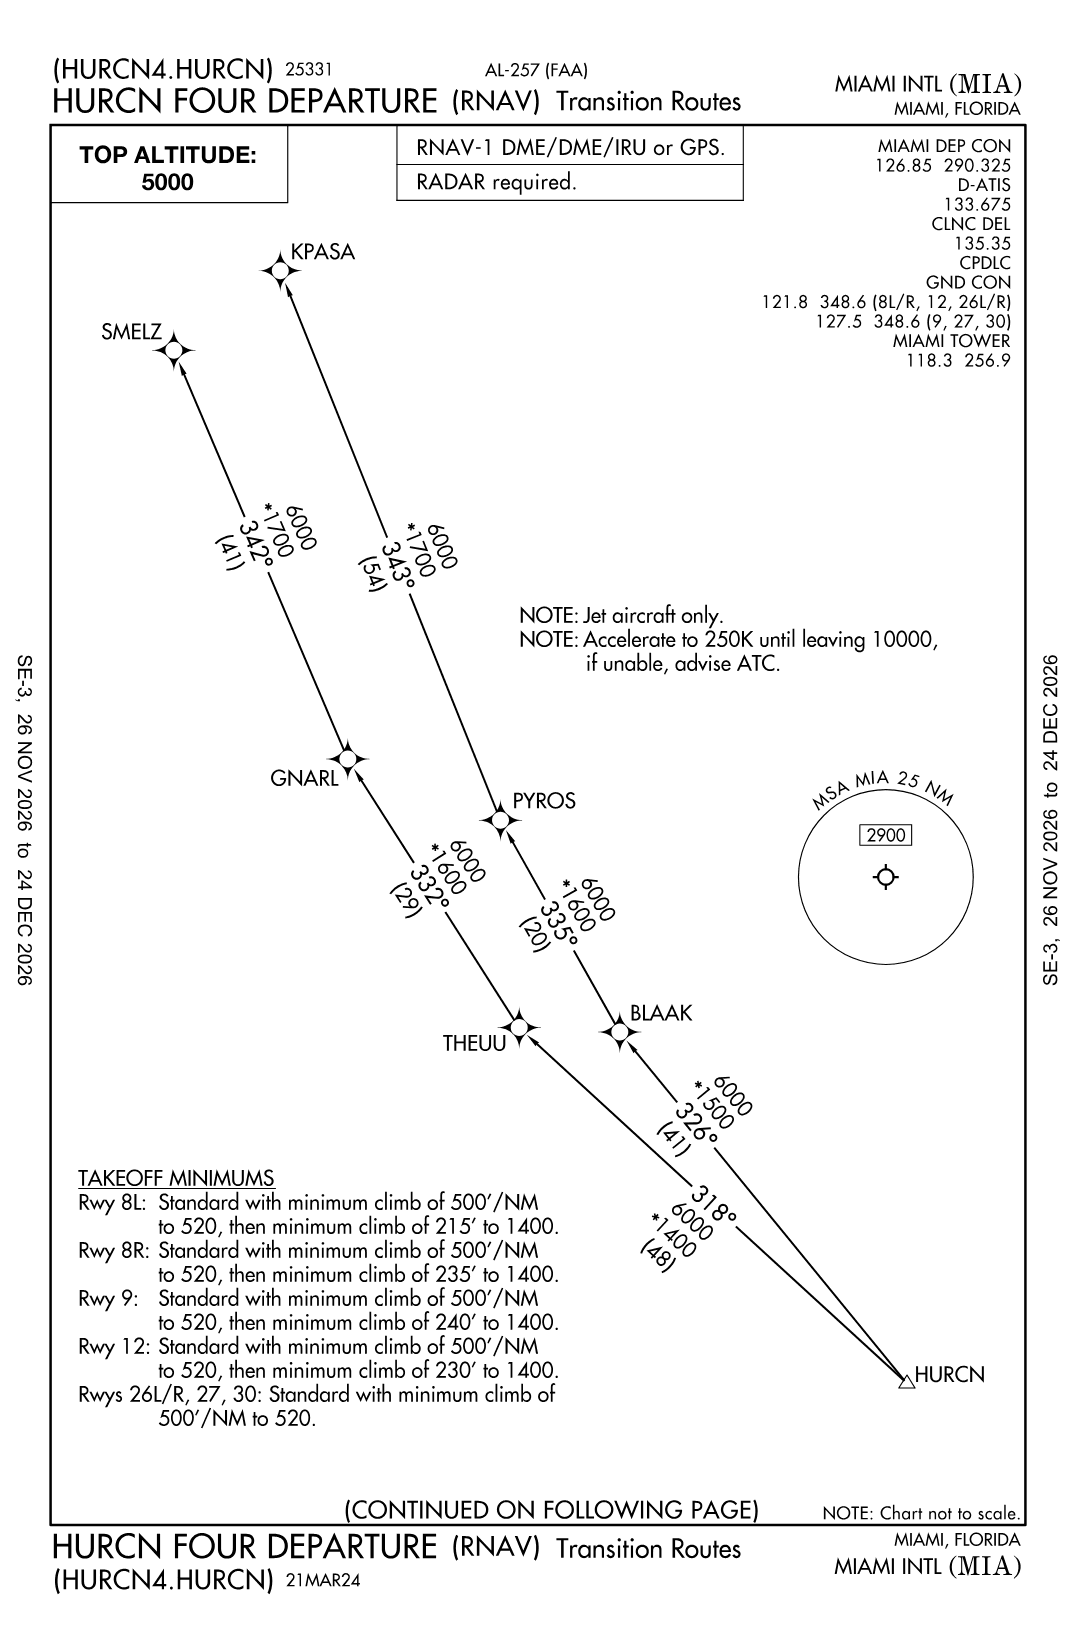 (HURCN4.HURCN) 25331
AL-257 (FAA)
HURCN FOUR DEPARTURE (RNAV) Transition Routes
MIAMI INTL (MIA)
MIAMI, FLORIDA
TOP ALTITUDE:
5000
RNAV-1 DME/DME/IRU or GPS.
RADAR required.
MIAMI DEP CON
126.85 290.325
D-ATIS
133.675
CLNC DEL
135.35
CPDLC
GND CON
121.8 348.6 (8L/R, 12, 26L/R)
127.5 348.6 (9, 27, 30)
MIAMI TOWER
118.3 256.9
KPASA
SMELZ
6000
*1700
342°
(41)
6000
*1700
343°
(54)
NOTE: Jet aircraft only.
NOTE: Accelerate to 250K until leaving 10000,
if unable, advise ATC.
SE-3, 26 NOV 2026 to 24 DEC 2026
SE-3, 26 NOV 2026 to 24 DEC 2026
GNARL
PYROS
MSA MIA 25 NM
2900
6000
*1600
332°
(29)
6000
*1600
335°
(20)
BLAAK
THEUU
6000
*1500
326°
(41)
318°
6000
*1400
(48)
HURCN
TAKEOFF MINIMUMS
Rwy 8L: Standard with minimum climb of 500'/NM
to 520, then minimum climb of 215' to 1400.
Rwy 8R: Standard with minimum climb of 500'/NM
to 520, then minimum climb of 235' to 1400.
Rwy 9: Standard with minimum climb of 500'/NM
to 520, then minimum climb of 240' to 1400.
Rwy 12: Standard with minimum climb of 500'/NM
to 520, then minimum climb of 230' to 1400.
Rwys 26L/R, 27, 30: Standard with minimum climb of
500'/NM to 520.
(CONTINUED ON FOLLOWING PAGE)
NOTE: Chart not to scale.
HURCN FOUR DEPARTURE (RNAV) Transition Routes
(HURCN4.HURCN) 21MAR24
MIAMI, FLORIDA
MIAMI INTL (MIA)